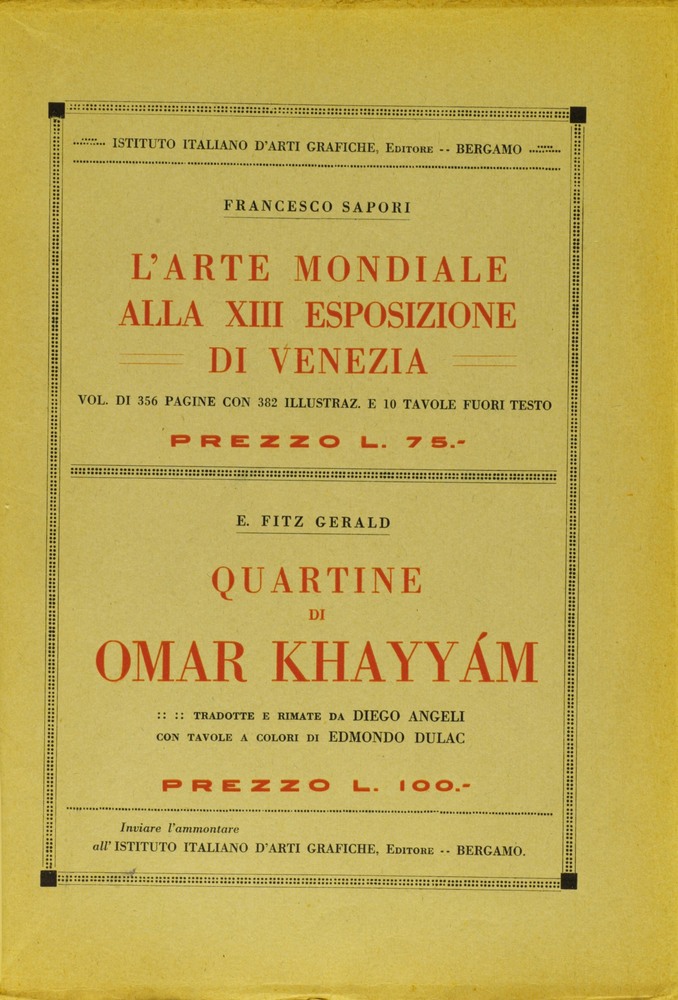 ISTITUTO ITALIANO D'ARTI GRAFICHE, EDITORE -- BERGAMO
FRANCESCO SAPORI
L'ARTE MONDIALE
ALLA XIII ESPOSIZIONE
DI VENEZIA
VOL. DI 356 PAGINE CON 382 ILLUSTRAZ. E 10 TAVOLE FUORI TESTO
PREZZO L. 75.-
E. FITZ GERALD
QUARTINE
DI
OMAR KHAYYÁM
:: :: TRADOTTE E RIMATE DA DIEGO ANGELI
CON TAVOLE A COLORI DI EDMONDO DULAC
PREZZO L. 100.-
Inviare l'ammontare
all' ISTITUTO ITALIANO D'ARTI GRAFICHE, EDITORE -- BERGAMO.